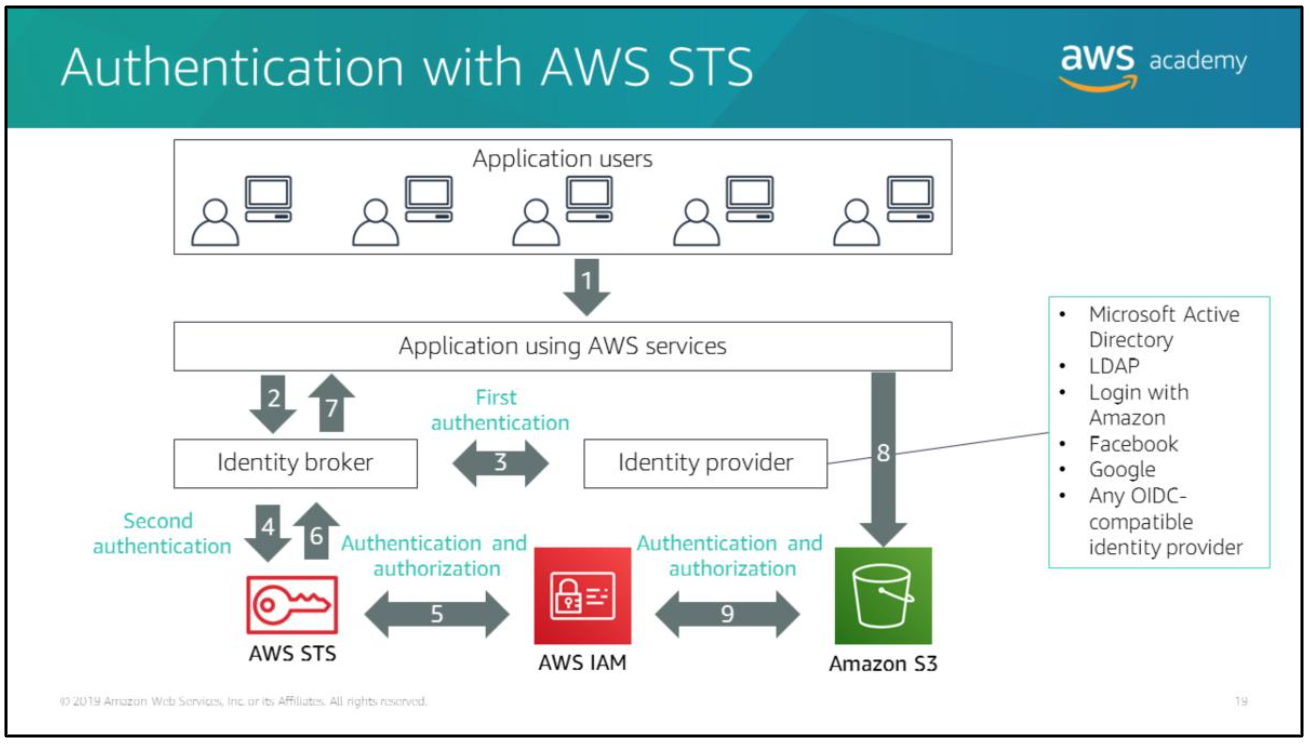 Authentication with AWS STS
aws academy
Application users
1
Application using AWS services
2
7
First
authentication
Identity broker
3
Identity provider
8
• Microsoft Active
Directory
• LDAP
• Login with
Amazon
• Facebook
• Google
• Any OIDC-
compatible
identity provider
Second
authentication
4
6
Authentication and
authorization
Authentication and
authorization
5
9
AWS STS
AWS IAM
Amazon S3
© 2019 Amazon Web Services, Inc. or its Affiliates. All rights reserved.
19